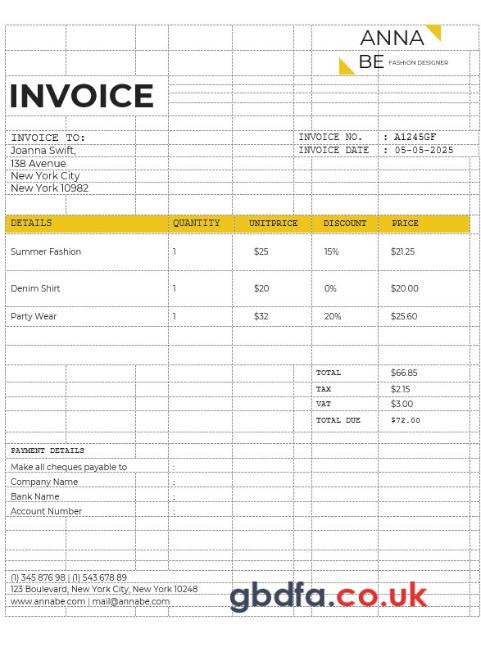 ANNA
BE FASHION DESIGNER
INVOICE
INVOICE TO:
INVOICE NO. : A1245GF
Joanna Swift,
INVOICE DATE : 05-05-2025
138 Avenue
New York City
New York 10982
DETAILS QUANTITY UNITPRICE DISCOUNT PRICE
Summer Fashion 1 $25 15% $21.25
Denim Shirt 1 $20 0% $20.00
Party Wear 1 $32 20% $25.60
TOTAL $66.85
TAX $2.15
VAT $3.00
TOTAL DUE $72.00
PAYMENT DETAILS
Make all cheques payable to :
Company Name :
Bank Name :
Account Number :
(1) 345 876 98 | (1) 543 678 89
123 Boulevard, New York City, New York 10248
www.annabe.com | mail@annabe.com
gbdfa.co.uk